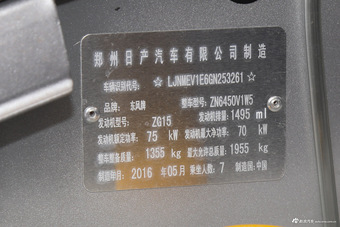 郑州日产汽车有限公司制造
车辆识别代号: ☆ LJNMEV1E6GN253261 ☆
品牌: 东风牌 整车型号: ZN6450V1W5
发动机型号: ZG15 发动机排量: 1495 ml
发动机额定功率: 75 kW 发动机最大净功率: 70 kW
整车整备质量: 1355 kg 最大允许总质量: 1955 kg
制造年月: 2016 年05月 乘坐人数: 7 制造国: 中国